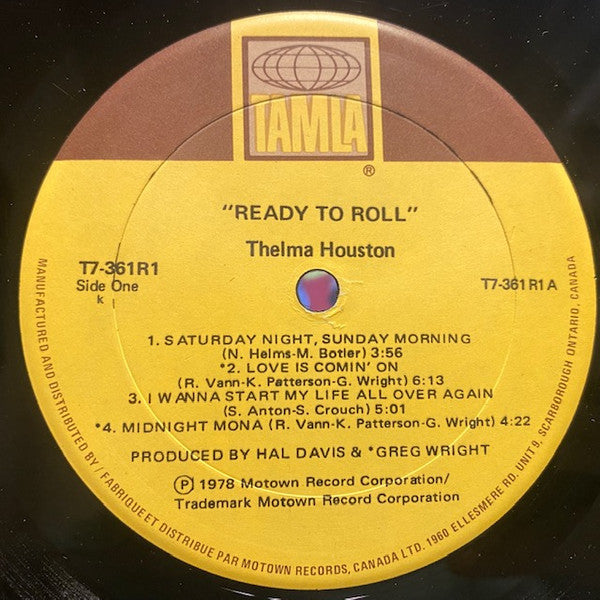 TAMLA
®
"READY TO ROLL"
Thelma Houston
T7-361R1
Side One
k
T7-361R1A
1. SATURDAY NIGHT, SUNDAY MORNING
(N. Helms-M. Botler) 3:56
*2. LOVE IS COMIN' ON
(R. Vann-K. Patterson-G. Wright) 6:13
3. I WANNA START MY LIFE ALL OVER AGAIN
(S. Anton-S. Crouch) 5:01
*4. MIDNIGHT MONA (R. Vann-K. Patterson-G. Wright) 4:22
PRODUCED BY HAL DAVIS & *GREG WRIGHT
Ⓟ 1978 Motown Record Corporation/
Trademark Motown Record Corporation
MANUFACTURED AND DISTRIBUTED BY / FABRIQUE ET DISTRIBUE PAR MOTOWN RECORDS, CANADA LTD. 1960 ELLESMERE RD. UNIT 9, SCARBOROUGH ONTARIO, CANADA